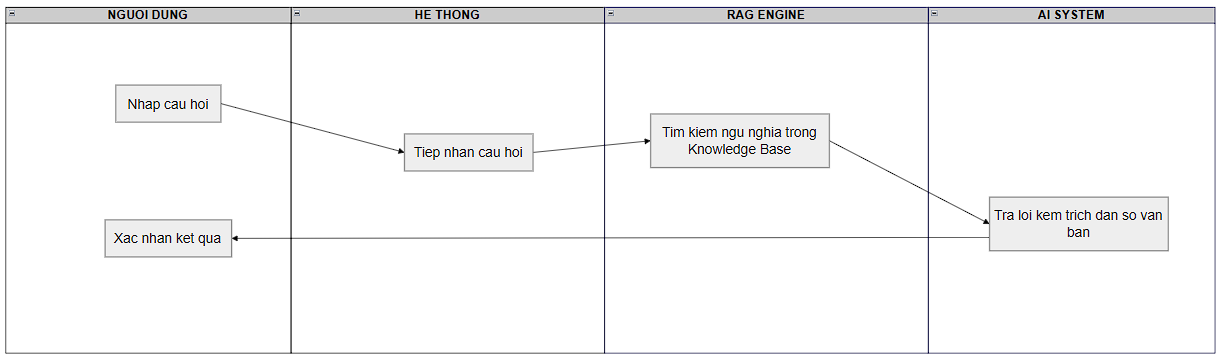 NGUOI DUNG
HE THONG
RAG ENGINE
AI SYSTEM
Nhap cau hoi
Tiep nhan cau hoi
Tim kiem ngu nghia trong
Knowledge Base
Tra loi kem trich dan so van
ban
Xac nhan ket qua